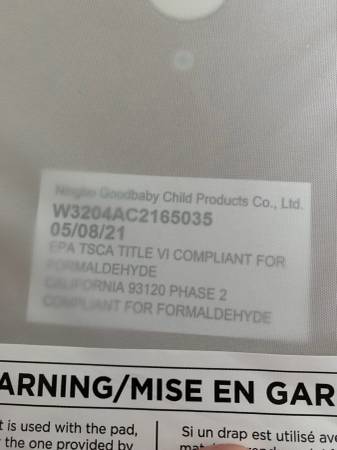 Ningbo Goodbaby Child Products Co., Ltd.
W3204AC2165035
05/08/21
EPA TSCA TITLE VI COMPLIANT FOR
FORMALDEHYDE
CALIFORNIA 93120 PHASE 2
COMPLIANT FOR FORMALDEHYDE
ARNING/MISE EN GAR
t is used with the pad,
the one provided by
Si un drap est utilisé ave